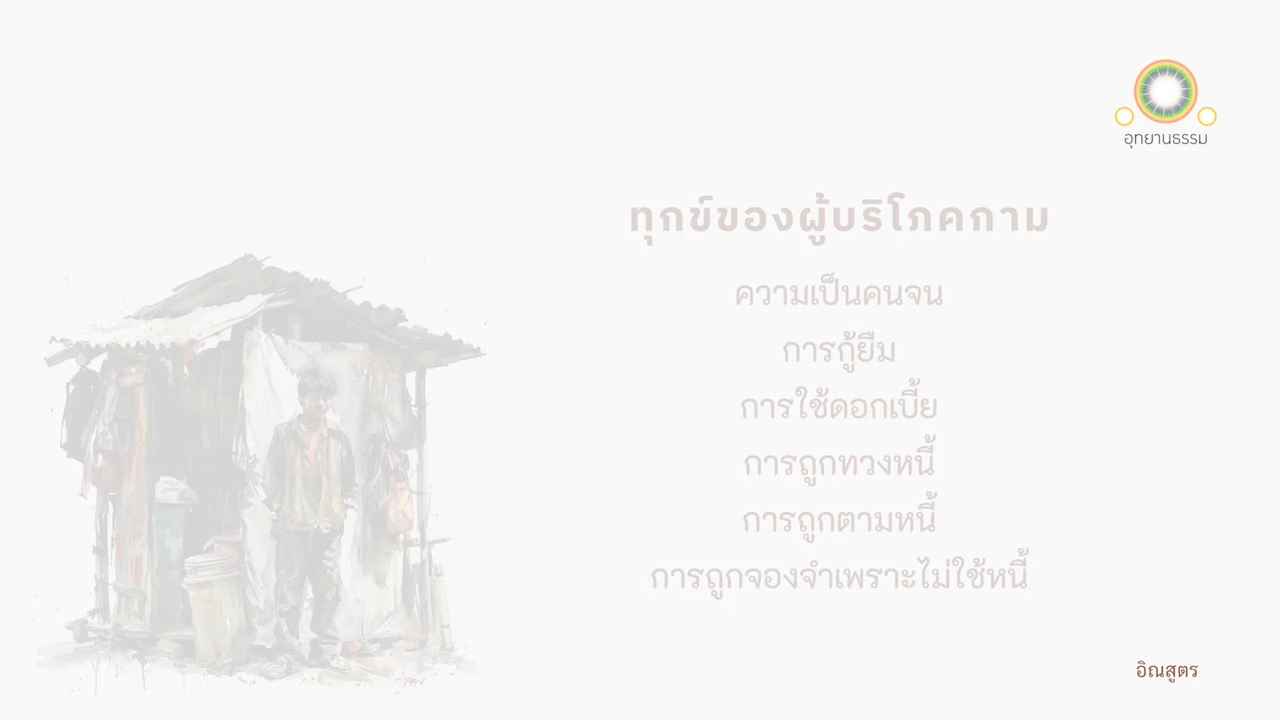 อุทยานธรรม
ทุกข์ของผู้บริโภคกาม
ความเป็นคนจน
การกู้ยืม
การใช้ดอกเบี้ย
การถูกทวงหนี้
การถูกตามหนี้
การถูกจองจำเพราะไม่ใช้หนี้
อิณสูตร